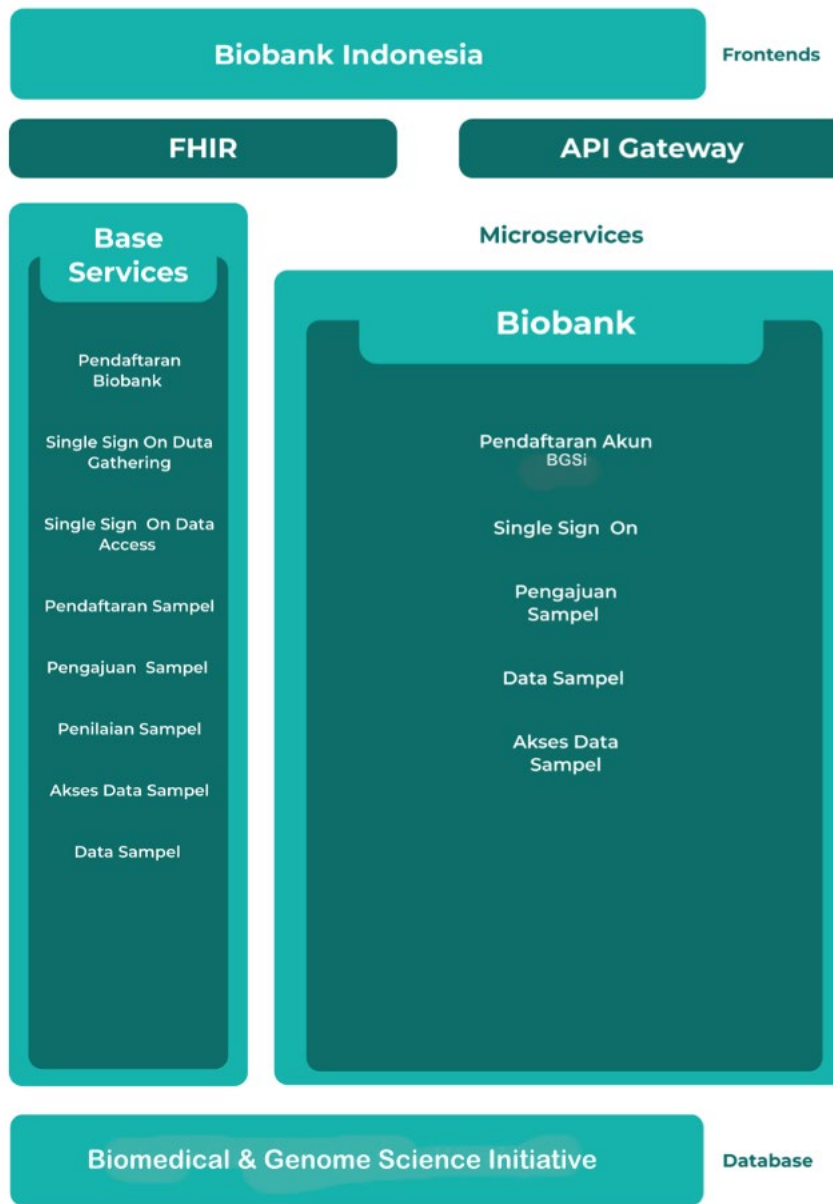 Biobank Indonesia
Frontends
FHIR
API Gateway
Base
Services
Pendaftaran
Biobank
Single Sign On Duta
Gathering
Single Sign On Data
Access
Pendaftaran Sampel
Pengajuan Sampel
Penilaian Sampel
Akses Data Sampel
Data Sampel
Microservices
Biobank
Pendaftaran Akun
BGSi
Single Sign On
Pengajuan
Sampel
Data Sampel
Akses Data
Sampel
Biomedical & Genome Science Initiative
Database